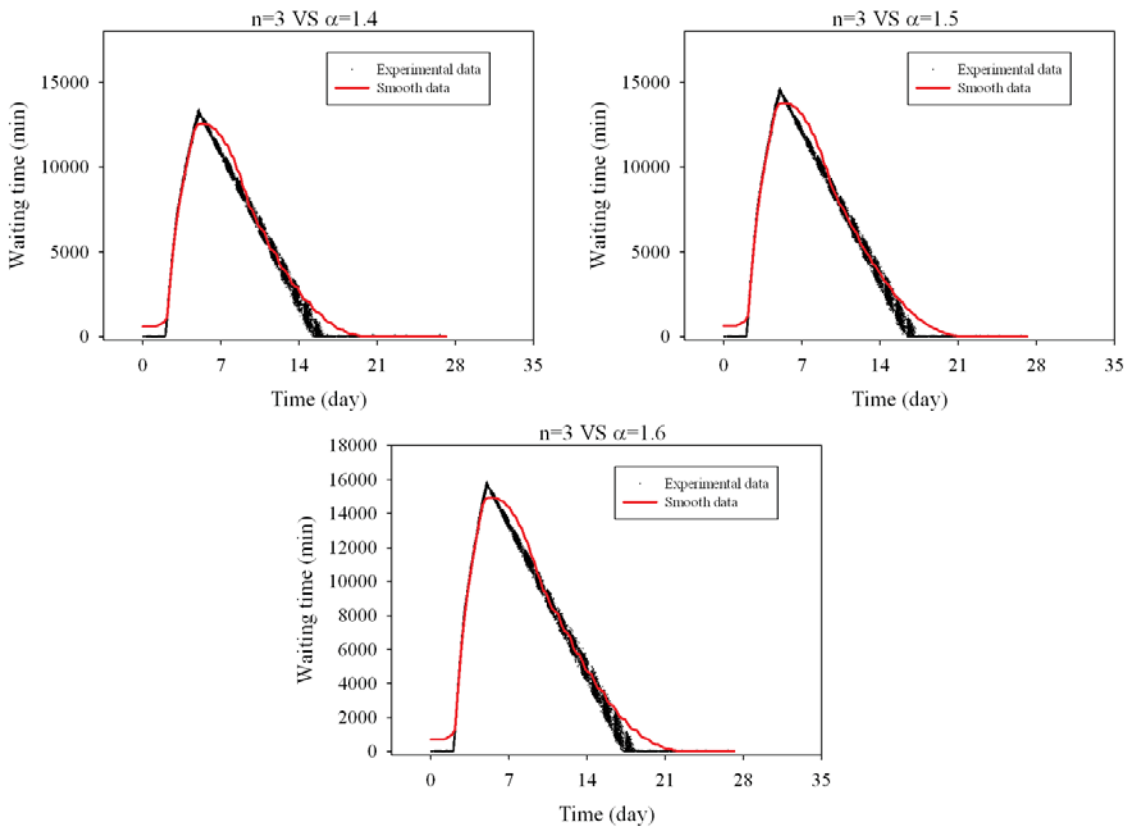 n=3 VS α=1.4
Experimental data
Smooth data
15000
10000
5000
0
Waiting time (min)
0 7 14 21 28 35
Time (day)
n=3 VS α=1.5
Experimental data
Smooth data
15000
10000
5000
0
Waiting time (min)
0 7 14 21 28 35
Time (day)
n=3 VS α=1.6
Experimental data
Smooth data
18000
16000
14000
12000
10000
8000
6000
4000
2000
0
Waiting time (min)
0 7 14 21 28 35
Time (day)